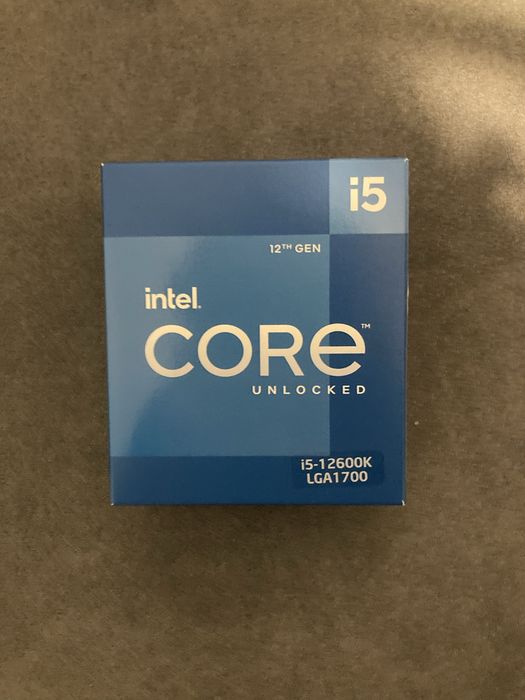 i5
12TH GEN
intel.
CORE™
UNLOCKED
i5-12600K
LGA1700